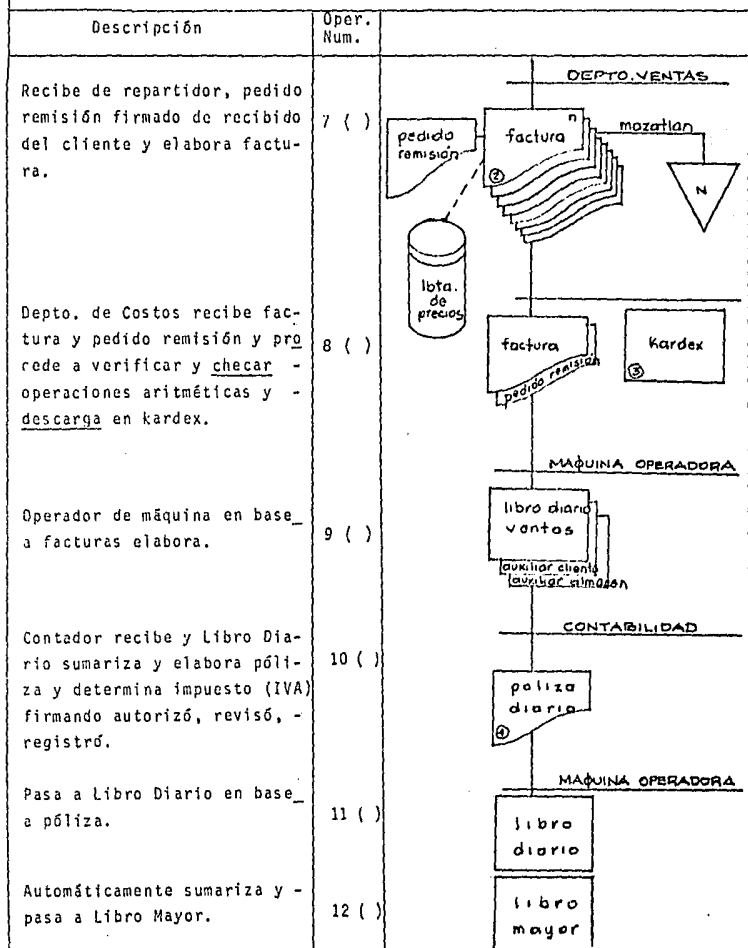 Descripción
Oper.
Num.
DEPTO. VENTAS
Recibe de repartidor, pedido
remisión firmado de recibido
del cliente y elabora factu-
ra.
7 ( )
pedido
remisión
factura
n
2
mazatlan
N
lbta.
de
precios
Depto. de Costos recibe fac-
tura y pedido remisión y pro
cede a verificar y checar -
operaciones aritméticas y -
descarga en kardex.
8 ( )
factura
pedido remisión
kardex
3
MAQUINA OPERADORA
Operador de máquina en base_
a facturas elabora.
9 ( )
libro diario
ventas
auxiliar cliente
auxiliar almacen
CONTABILIDAD
Contador recibe y Libro Dia-
rio sumariza y elabora póli-
za y determina impuesto (IVA)
firmando autorizó, revisó, -
registró.
10 ( )
poliza
diario
4
MAQUINA OPERADORA
Pasa a Libro Diario en base_
a póliza.
11 ( )
libro
diario
Automáticamente sumariza y -
pasa a Libro Mayor.
12 ( )
libro
mayor